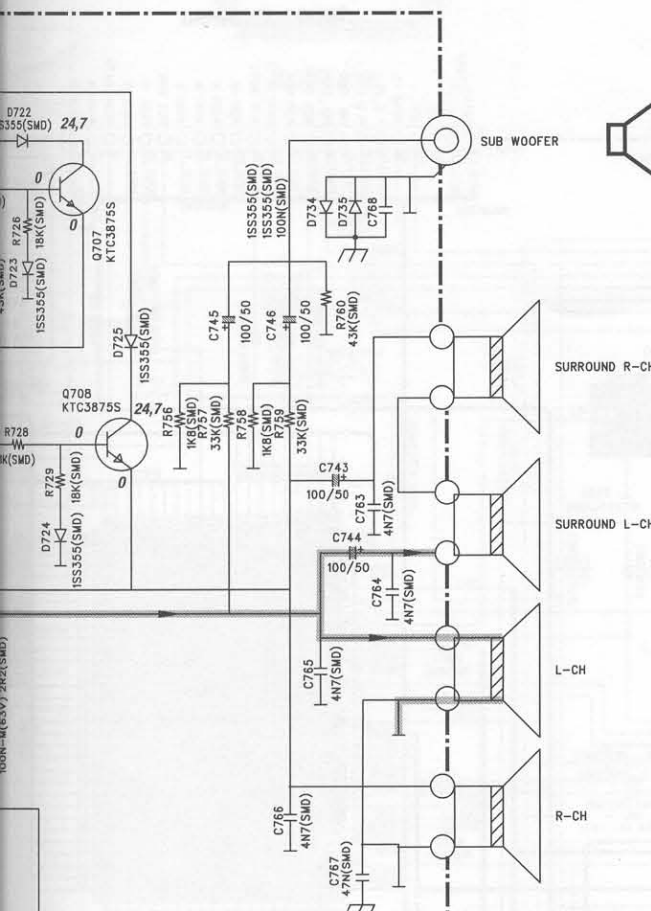 D722
24,7
SUB WOOFER
0
R726
18K(SMD)
0
Q707
KTC3875S
D723
1SS355(SMD)
1SS355(SMD)
1SS355(SMD)
100N(SMD)
D734
D735
C768
D725
1SS355(SMD)
C745
100/50
C746
100/50
R760
43K(SMD)
SURROUND R-CH
Q708
KTC3875S
24,7
0
0
R728
R729
18K(SMD)
D724
1SS355(SMD)
R756
1K8(SMD)
R757
33K(SMD)
R758
1K8(SMD)
R759
33K(SMD)
C743
100/50
C763
4N7(SMD)
SURROUND L-CH
C744
100/50
C764
4N7(SMD)
C765
4N7(SMD)
L-CH
100N-M(63V) 2R2(SMD)
C766
4N7(SMD)
R-CH
C767
47N(SMD)